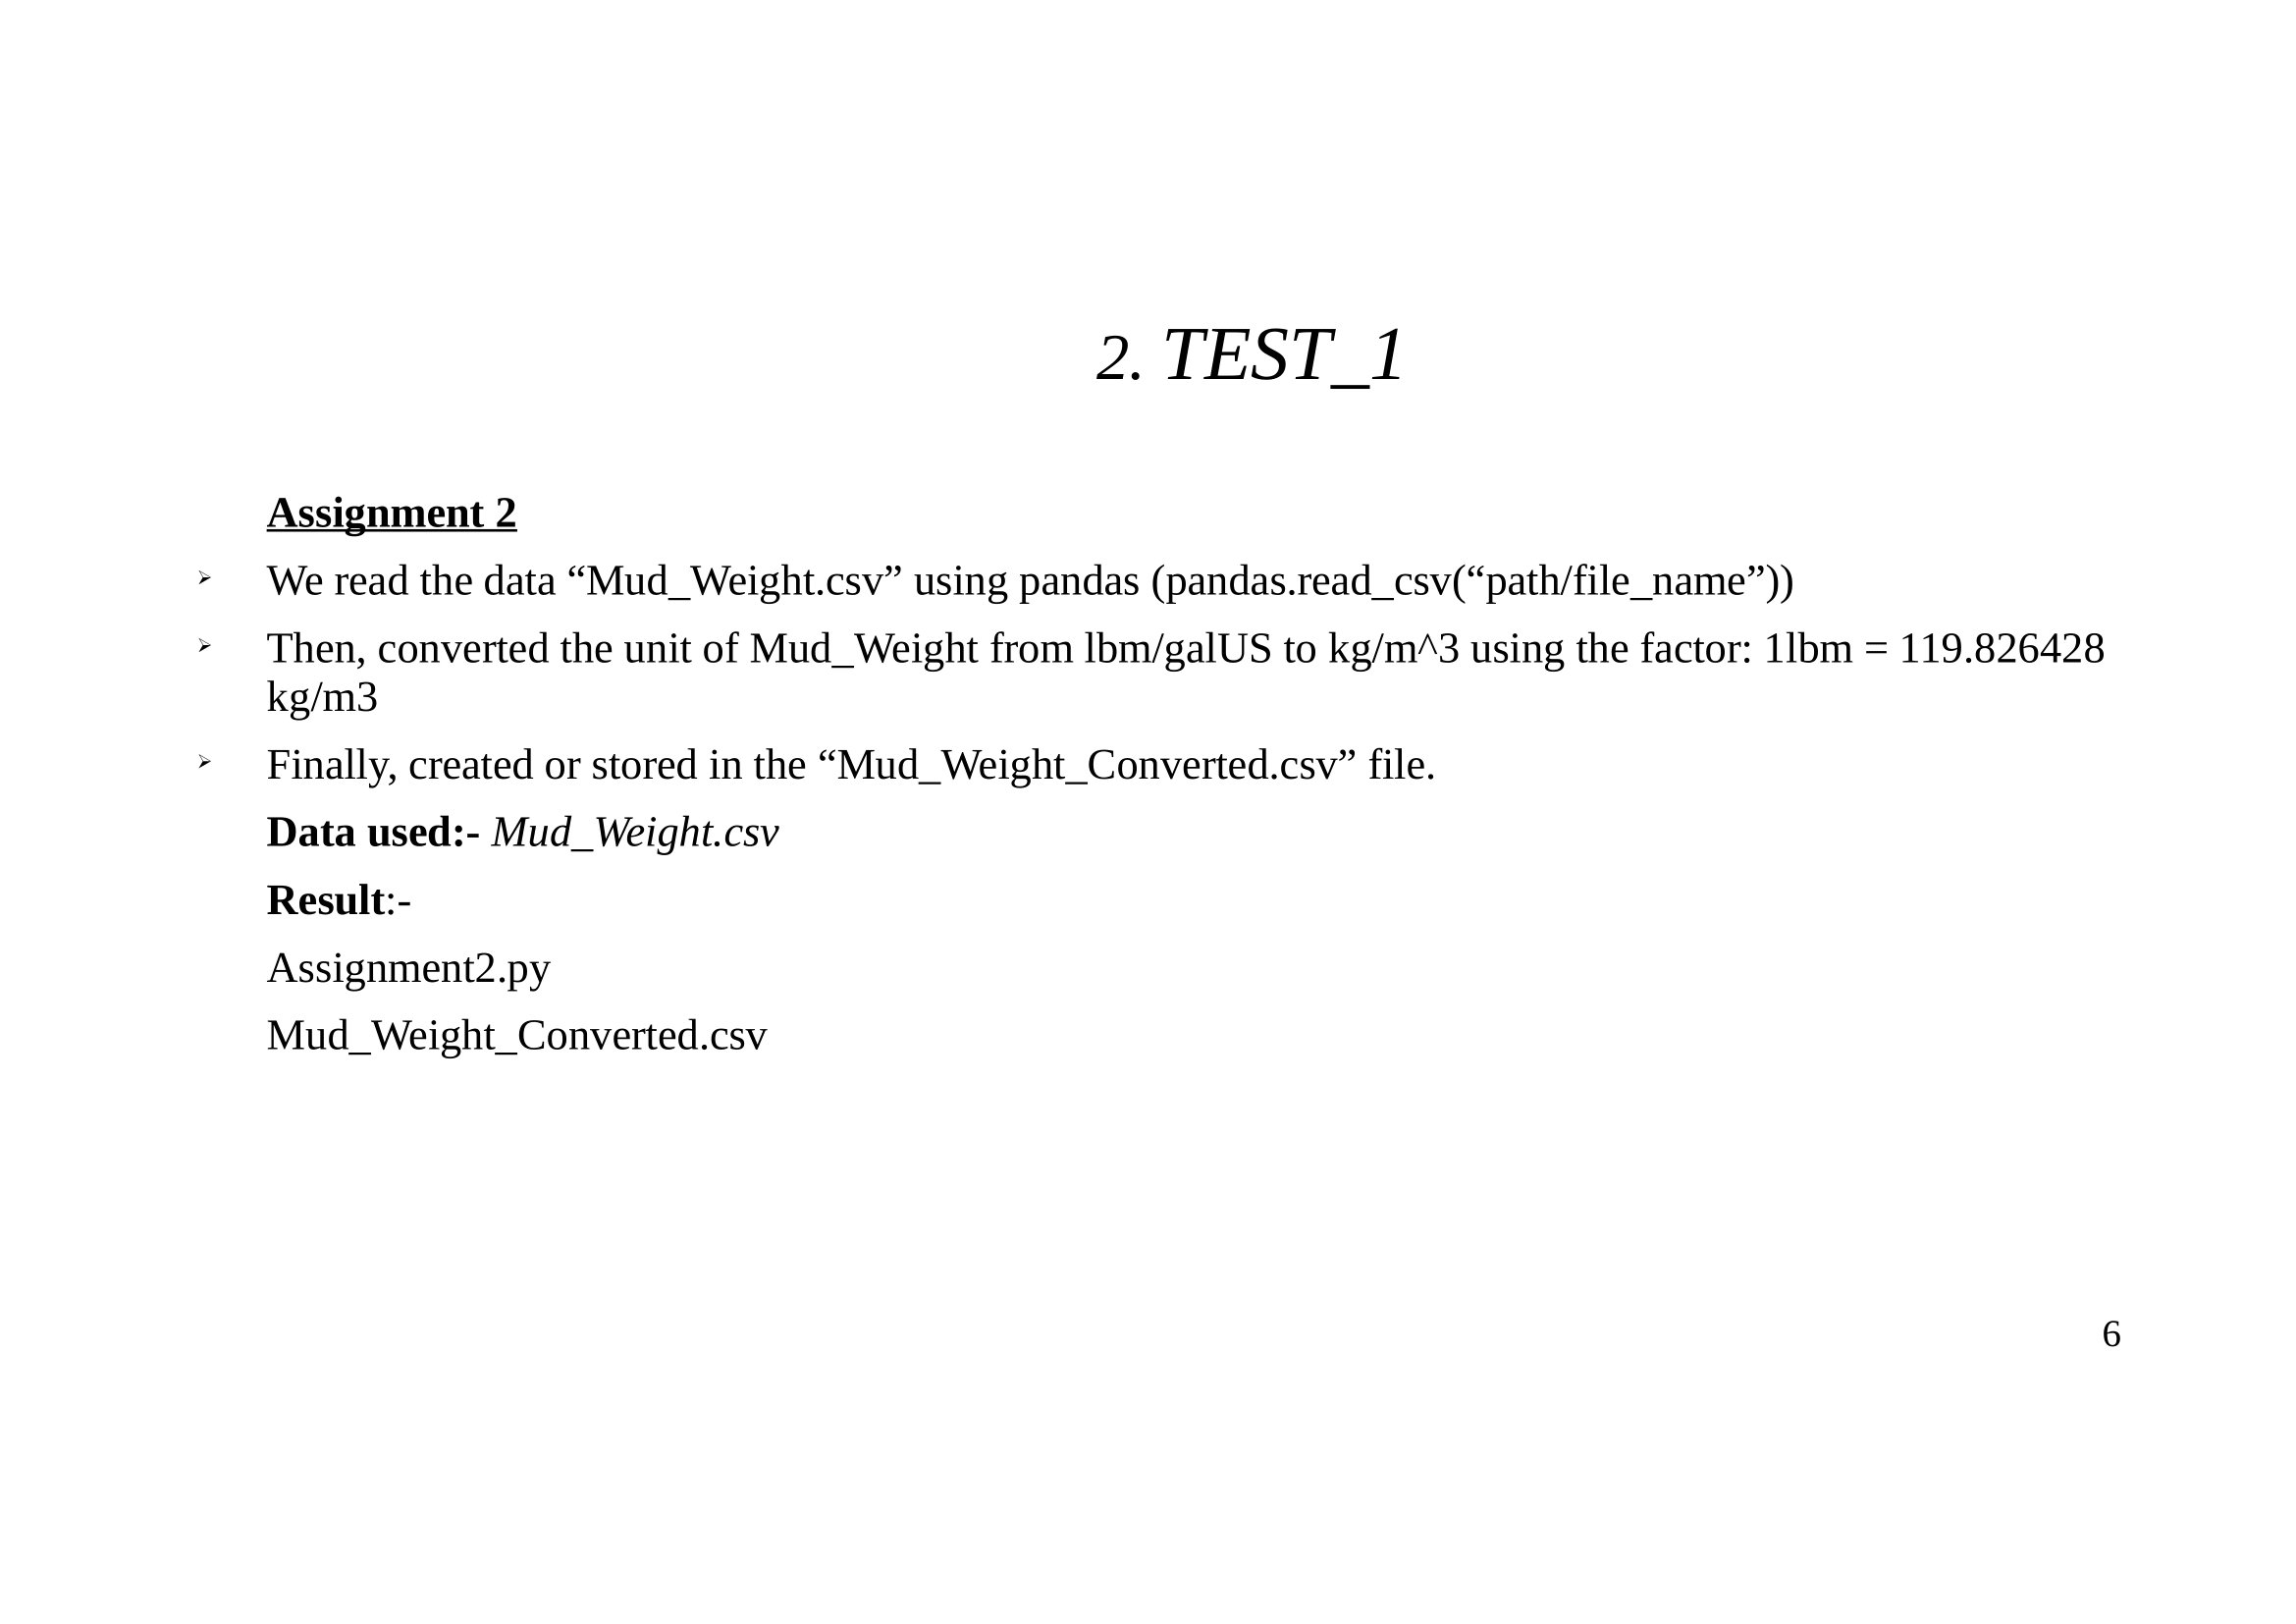 2. TEST_1
Assignment 2
➢ We read the data “Mud_Weight.csv” using pandas (pandas.read_csv(“path/file_name”))
➢ Then, converted the unit of Mud_Weight from lbm/galUS to kg/m^3 using the factor: 1lbm = 119.826428
kg/m3
➢ Finally, created or stored in the “Mud_Weight_Converted.csv” file.
Data used:- Mud_Weight.csv
Result:-
Assignment2.py
Mud_Weight_Converted.csv
6